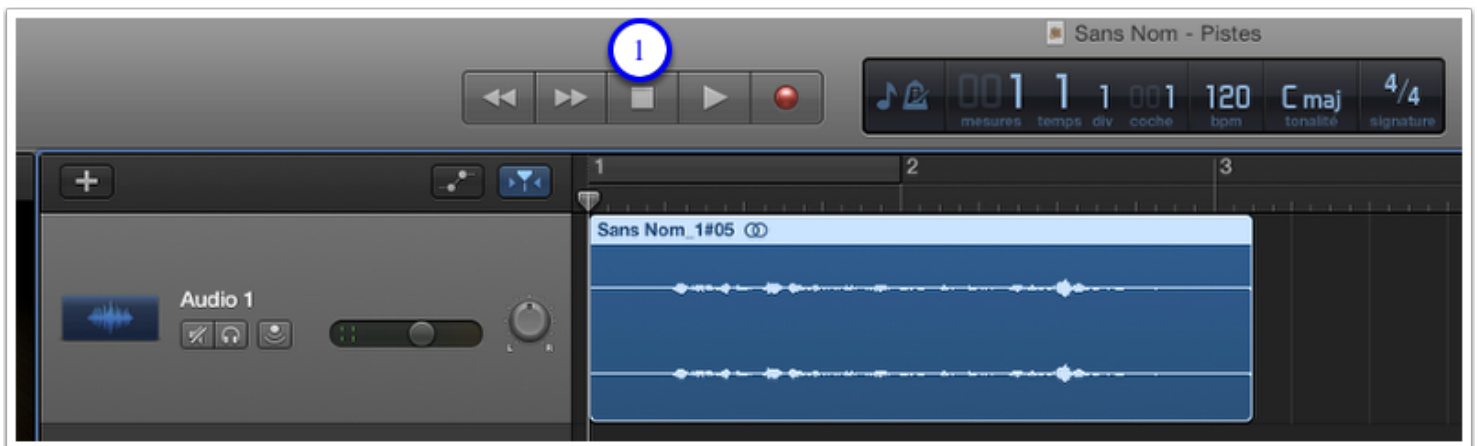 1
Sans Nom - Pistes
001 1 1 001 120 C maj 4/4
mesures temps div coche bpm tonalité signature
1 2 3
Sans Nom_1#05
Audio 1
L R